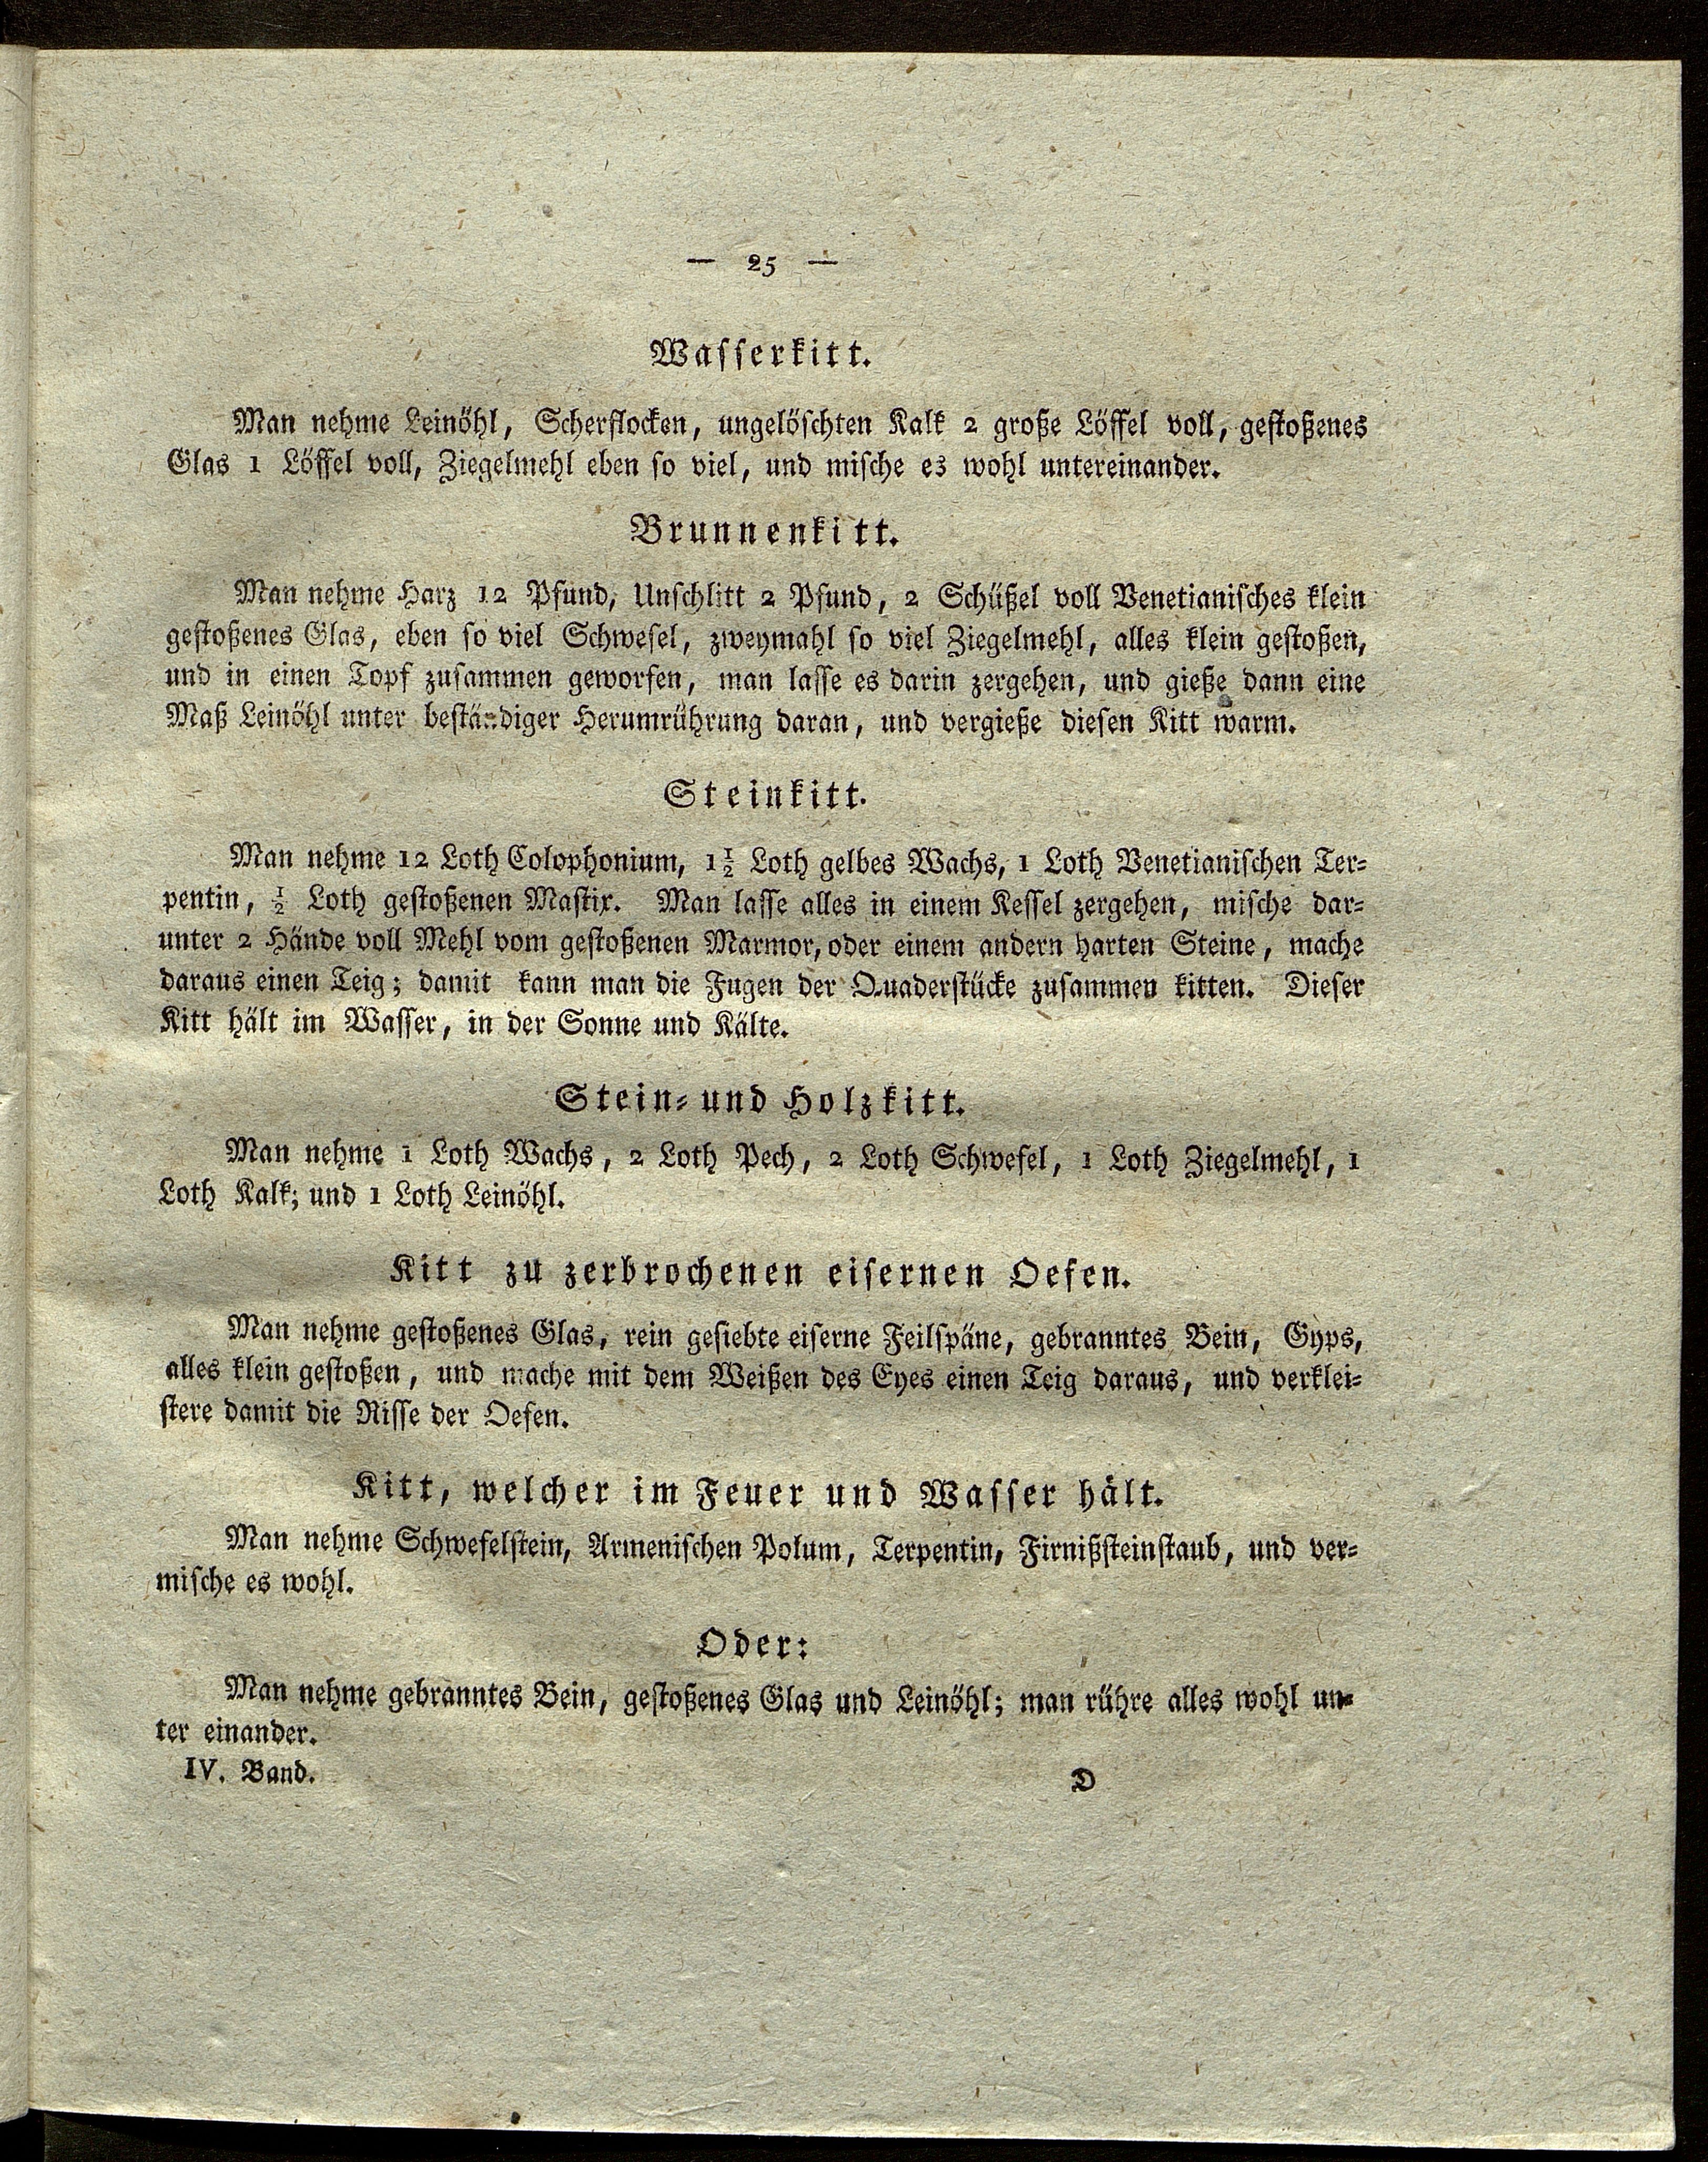 — 25 —
Wasserkitt.
Man nehme Leinöhl, Scherflocken, ungelöschten Kalk 2 große Löffel voll, gestoßenes
Glas 1 Löffel voll, Ziegelmehl eben so viel, und mische es wohl untereinander.
Brunnenkitt.
Man nehme Harz 12 Pfund, Unschlitt 2 Pfund, 2 Schüßel voll Venetianisches klein
gestoßenes Glas, eben so viel Schwefel, zweymahl so viel Ziegelmehl, alles klein gestoßen,
und in einen Topf zusammen geworfen, man lasse es darin zergehen, und gieße dann eine
Maß Leinöhl unter beständiger Herumrührung daran, und vergieße diesen Kitt warm.
Steinkitt.
Man nehme 12 Loth Colophonium, 1½ Loth gelbes Wachs, 1 Loth Venetianischen Ter-
pentin, ½ Loth gestoßenen Mastix. Man lasse alles in einem Kessel zergehen, mische dar-
unter 2 Hände voll Mehl vom gestoßenen Marmor, oder einem andern harten Steine, mache
daraus einen Teig; damit kann man die Fugen der Quaderstücke zusammen kitten. Dieser
Kitt hält im Wasser, in der Sonne und Kälte.
Stein- und Holzkitt.
Man nehme 1 Loth Wachs, 2 Loth Pech, 2 Loth Schwefel, 1 Loth Ziegelmehl, 1
Loth Kalk; und 1 Loth Leinöhl.
Kitt zu zerbrochenen eisernen Oefen.
Man nehme gestoßenes Glas, rein gesiebte eiserne Feilspäne, gebranntes Bein, Gyps,
alles klein gestoßen, und mache mit dem Weißen des Eyes einen Teig daraus, und verklei-
stere damit die Risse der Oefen.
Kitt, welcher im Feuer und Wasser hält.
Man nehme Schwefelstein, Armenischen Polum, Terpentin, Firnißsteinstaub, und ver-
mische es wohl.
Oder:
Man nehme gebranntes Bein, gestoßenes Glas und Leinöhl; man rühre alles wohl un-
ter einander.
IV. Band. D